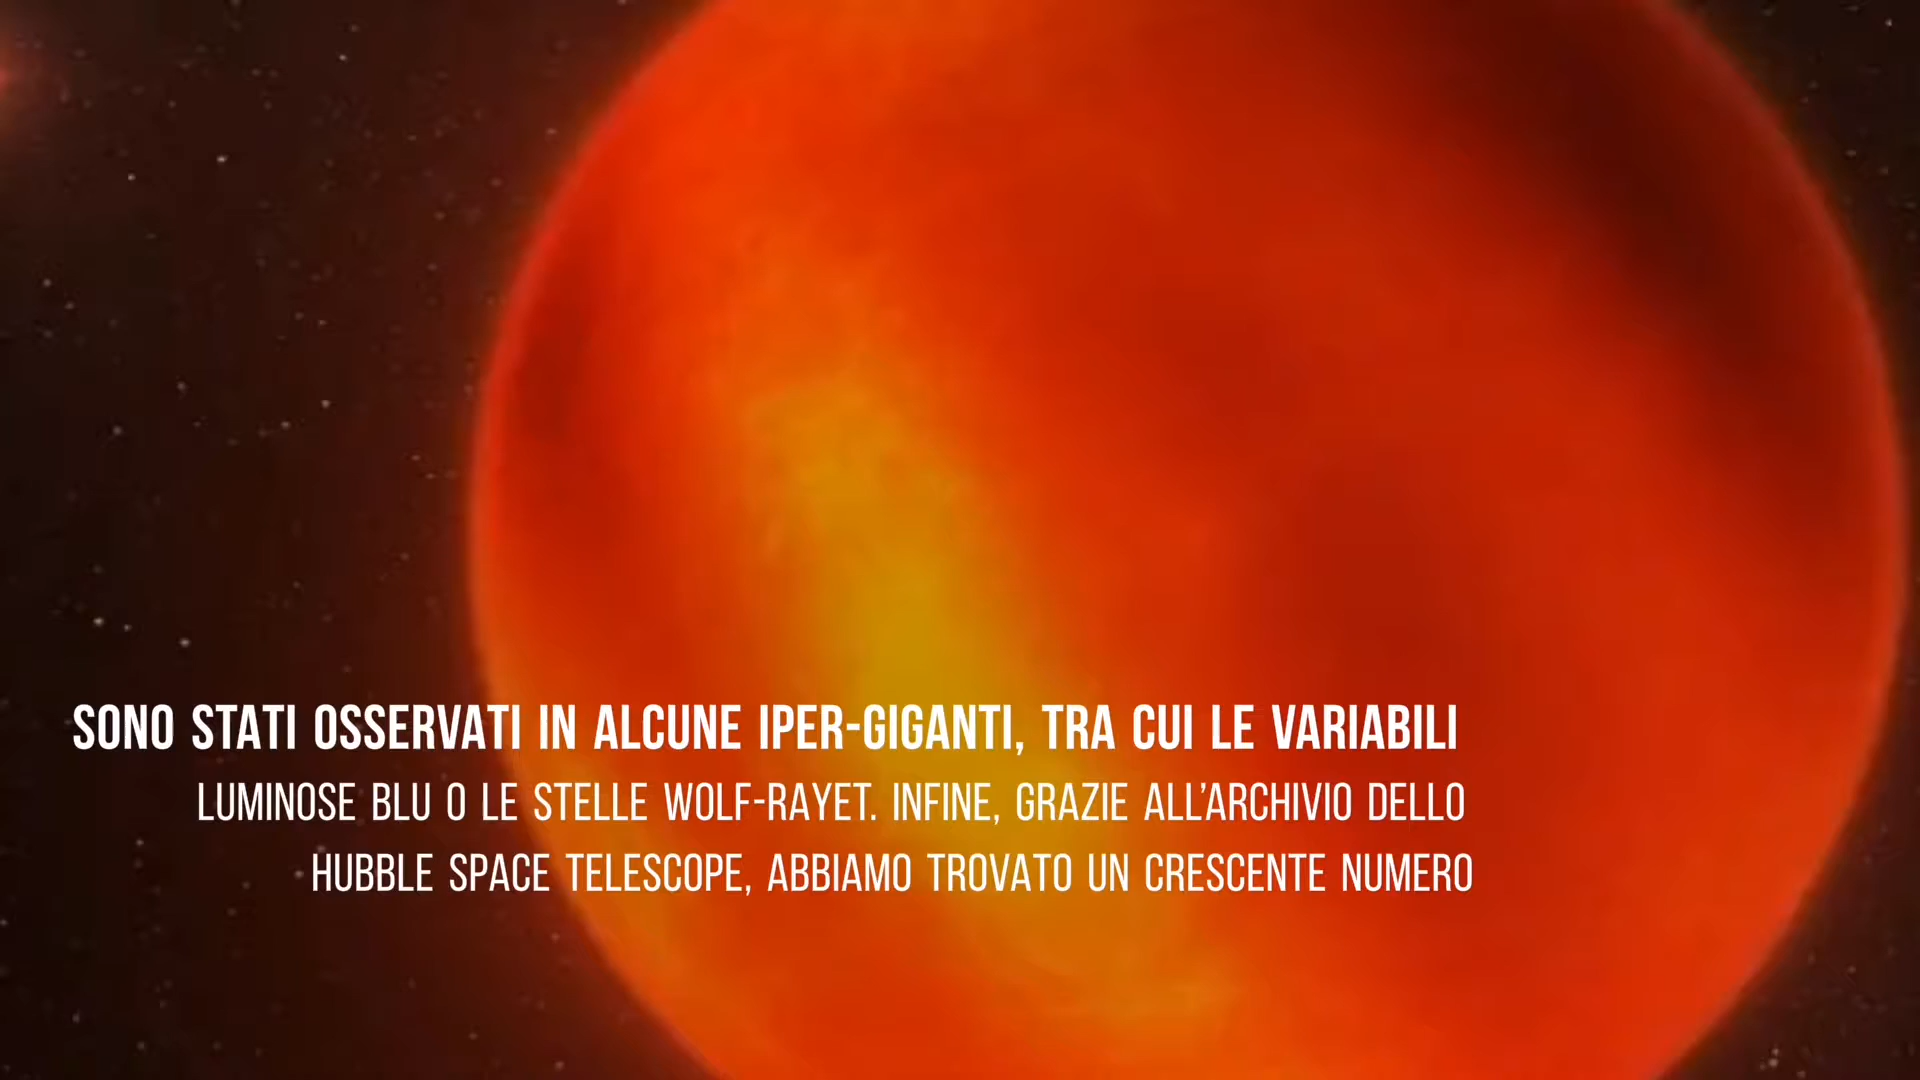 SONO STATI OSSERVATI IN ALCUNE IPER-GIGANTI, TRA CUI LE VARIABILI
LUMINOSE BLU O LE STELLE WOLF-RAYET. INFINE, GRAZIE ALL’ARCHIVIO DELLO
HUBBLE SPACE TELESCOPE, ABBIAMO TROVATO UN CRESCENTE NUMERO